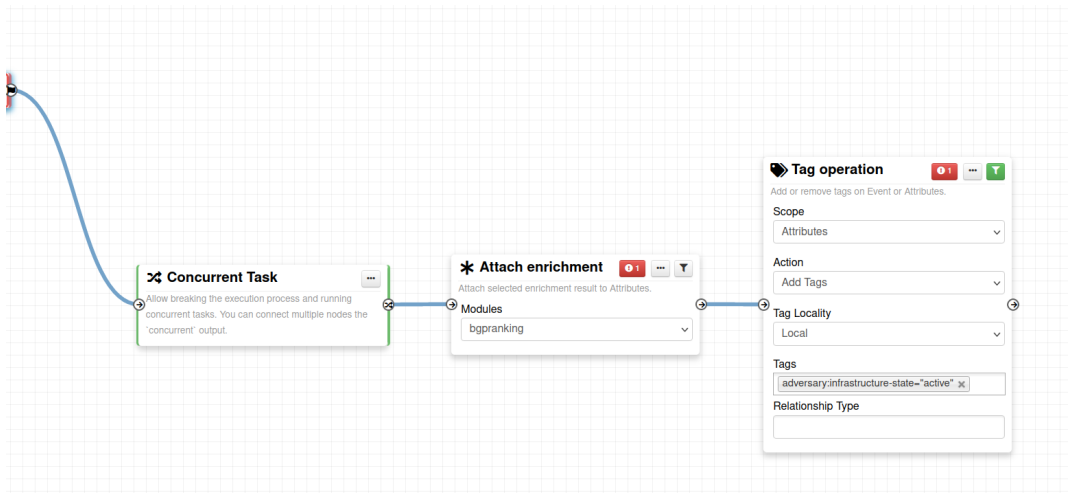 Concurrent Task
...
Allow breaking the execution process and running
concurrent tasks. You can connect multiple nodes the
`concurrent` output.
Attach enrichment
1
...
Attach selected enrichment result to Attributes.
Modules
bgpranking
Tag operation
1
...
Add or remove tags on Event or Attributes.
Scope
Attributes
Action
Add Tags
Tag Locality
Local
Tags
adversary:infrastructure-state="active" ×
Relationship Type